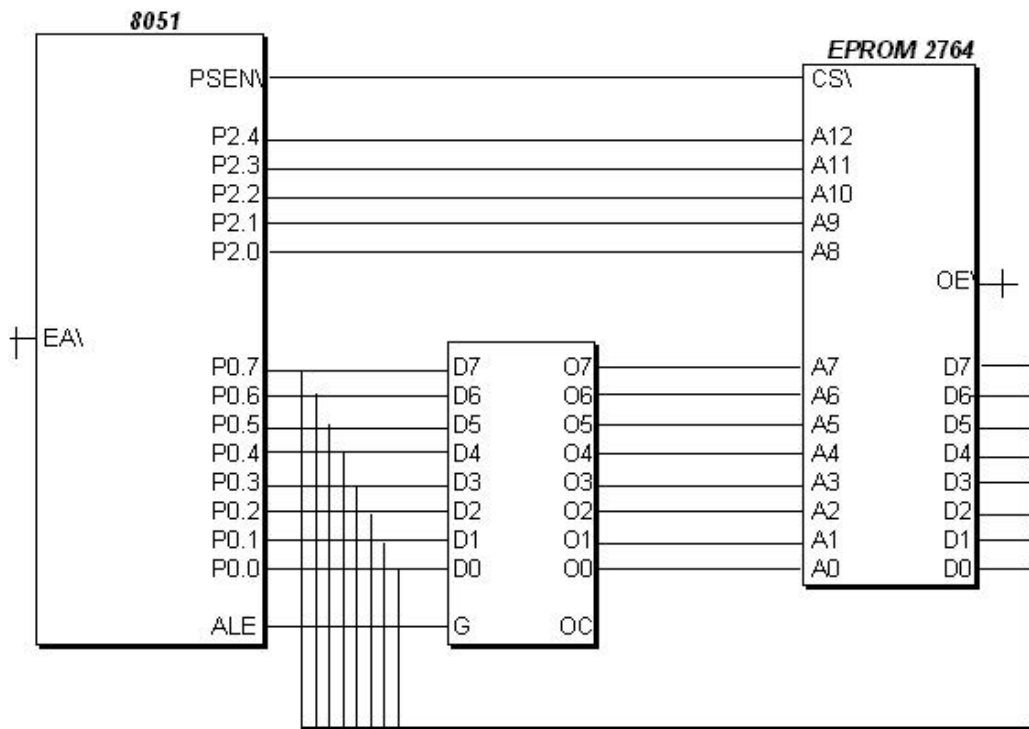 8051
EPROM 2764
PSEN\ CS\
P2.4 A12
P2.3 A11
P2.2 A10
P2.1 A9
P2.0 A8
OE\
EA\
P0.7 D7 O7 A7 D7
P0.6 D6 O6 A6 D6
P0.5 D5 O5 A5 D5
P0.4 D4 O4 A4 D4
P0.3 D3 O3 A3 D3
P0.2 D2 O2 A2 D2
P0.1 D1 O1 A1 D1
P0.0 D0 O0 A0 D0
ALE G OC